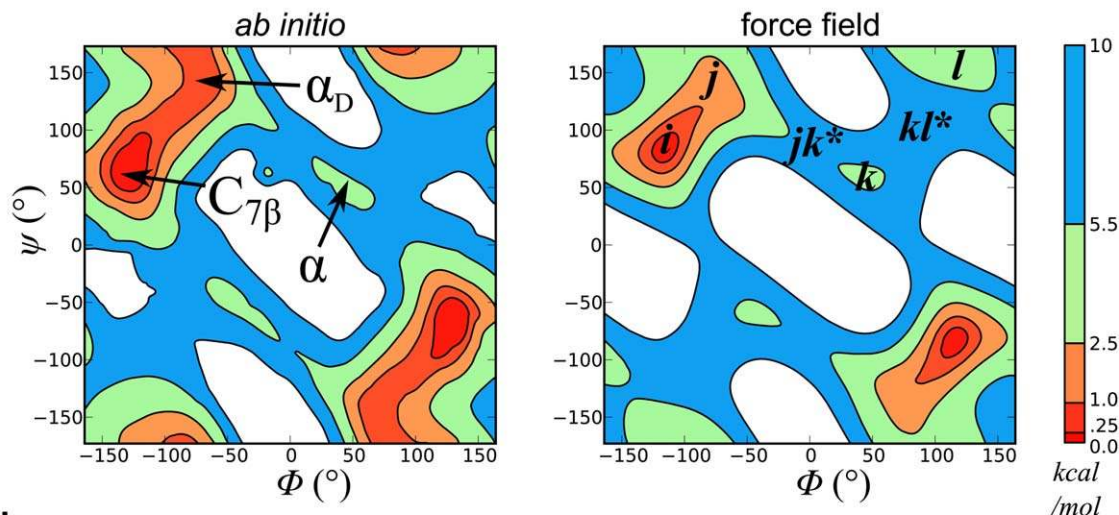 ab initio
force field
150
100
50
0
−50
−100
−150
ψ (°)
−150 −100 −50 0 50 100 150
Φ (°)
α_D
C_7β
α
150
100
50
0
−50
−100
−150
−150 −100 −50 0 50 100 150
Φ (°)
i
j
jk*
k
kl*
l
10
5.5
2.5
1.0
.25
0.0
kcal
/mol